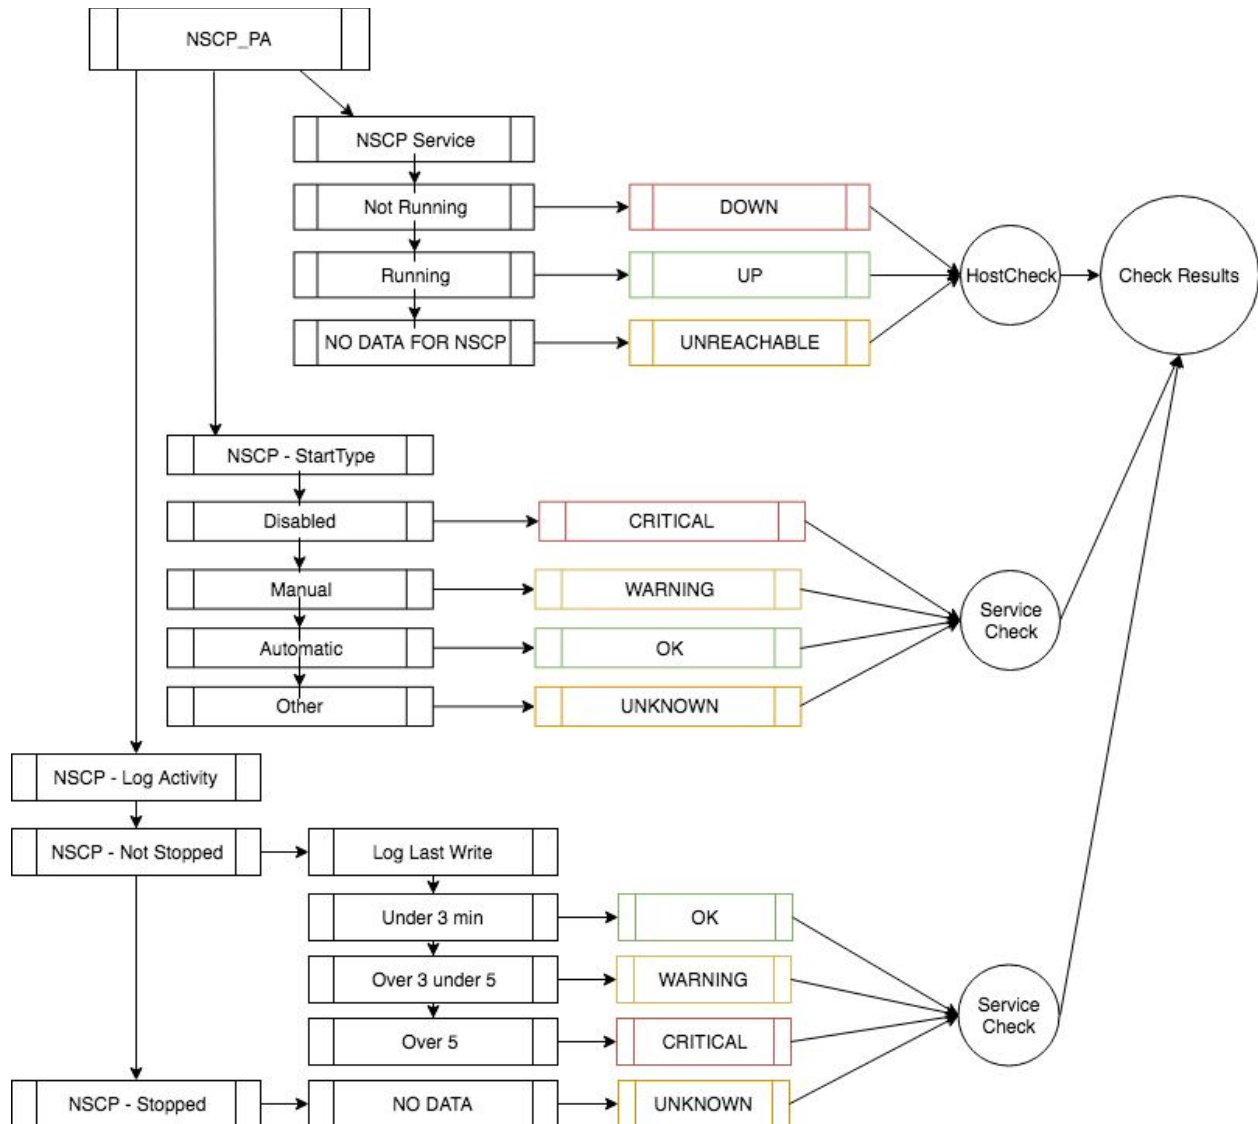 NSCP_PA
NSCP Service
Not Running
DOWN
Running
UP
HostCheck
Check Results
NO DATA FOR NSCP
UNREACHABLE
NSCP - StartType
Disabled
CRITICAL
Manual
WARNING
Service
Check
Automatic
OK
Other
UNKNOWN
NSCP - Log Activity
NSCP - Not Stopped
Log Last Write
Under 3 min
OK
Over 3 under 5
WARNING
Service
Check
Over 5
CRITICAL
NSCP - Stopped
NO DATA
UNKNOWN